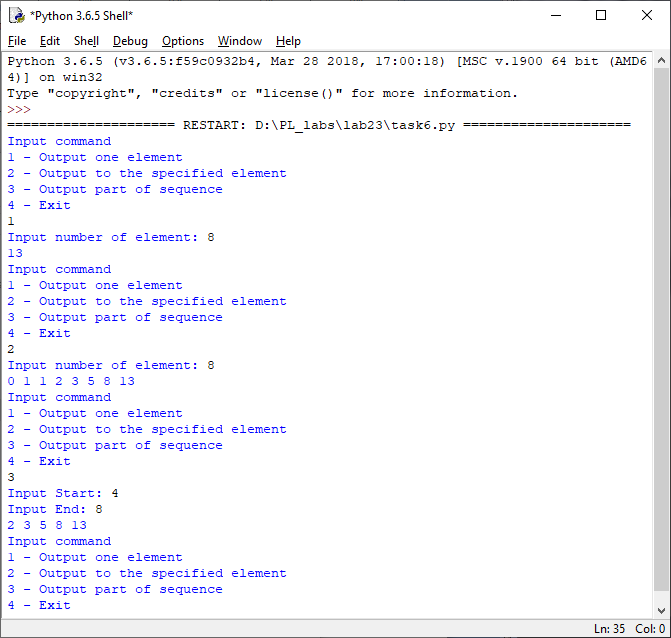 *Python 3.6.5 Shell*
File Edit Shell Debug Options Window Help
Python 3.6.5 (v3.6.5:f59c0932b4, Mar 28 2018, 17:00:18) [MSC v.1900 64 bit (AMD6
4)] on win32
Type "copyright", "credits" or "license()" for more information.
>>>
===================== RESTART: D:\PL_labs\lab23\task6.py =====================
Input command
1 - Output one element
2 - Output to the specified element
3 - Output part of sequence
4 - Exit
1
Input number of element: 8
13
Input command
1 - Output one element
2 - Output to the specified element
3 - Output part of sequence
4 - Exit
2
Input number of element: 8
0 1 1 2 3 5 8 13
Input command
1 - Output one element
2 - Output to the specified element
3 - Output part of sequence
4 - Exit
3
Input Start: 4
Input End: 8
2 3 5 8 13
Input command
1 - Output one element
2 - Output to the specified element
3 - Output part of sequence
4 - Exit
Ln: 35 Col: 0